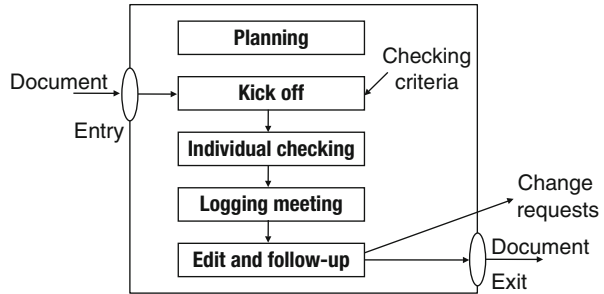 Planning
Checking
criteria
Document
Kick off
Entry
Individual checking
Logging meeting
Change
requests
Edit and follow-up
Document
Exit